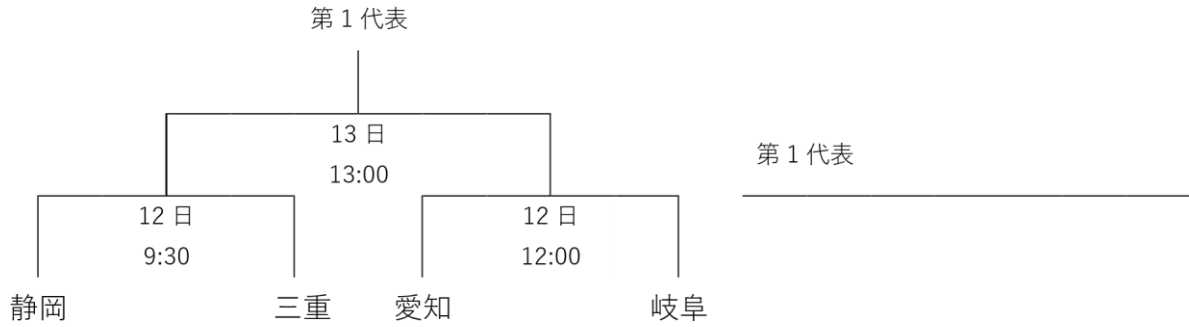 第 1 代表
13 日
13:00
第 1 代表
12 日
9:30
12 日
12:00
静岡
三重
愛知
岐阜